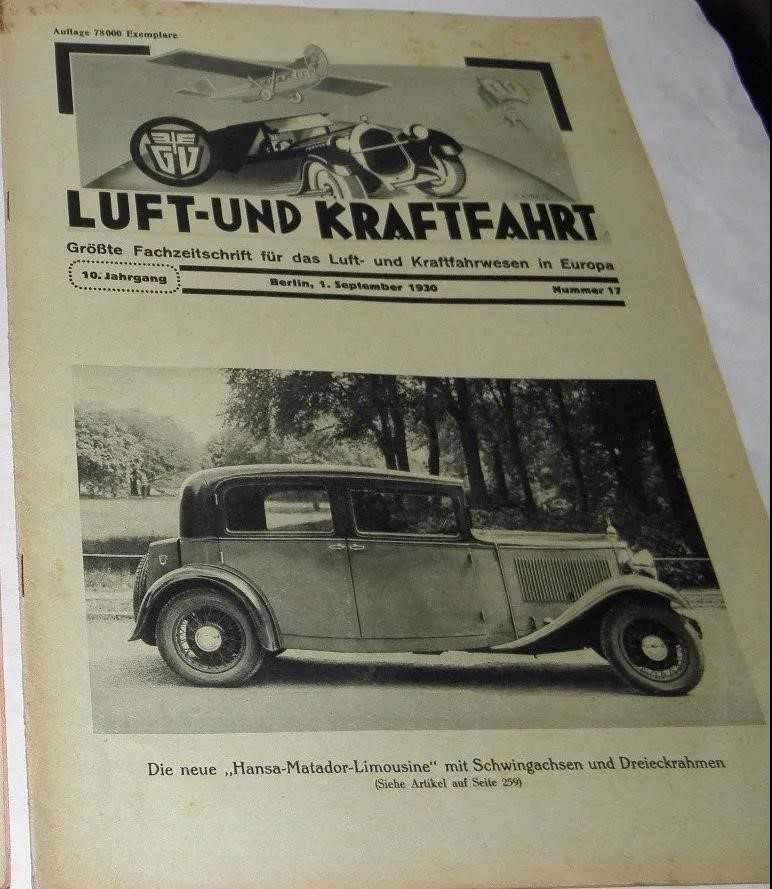 Auflage 78000 Exemplare
LUFT-UND KRAFTFAHRT
Größte Fachzeitschrift für das Luft- und Kraftfahrwesen in Europa
10. Jahrgang
Berlin, 1. September 1930
Nummer 17
Die neue „Hansa-Matador-Limousine“ mit Schwingachsen und Dreieckrahmen
(Siehe Artikel auf Seite 259)